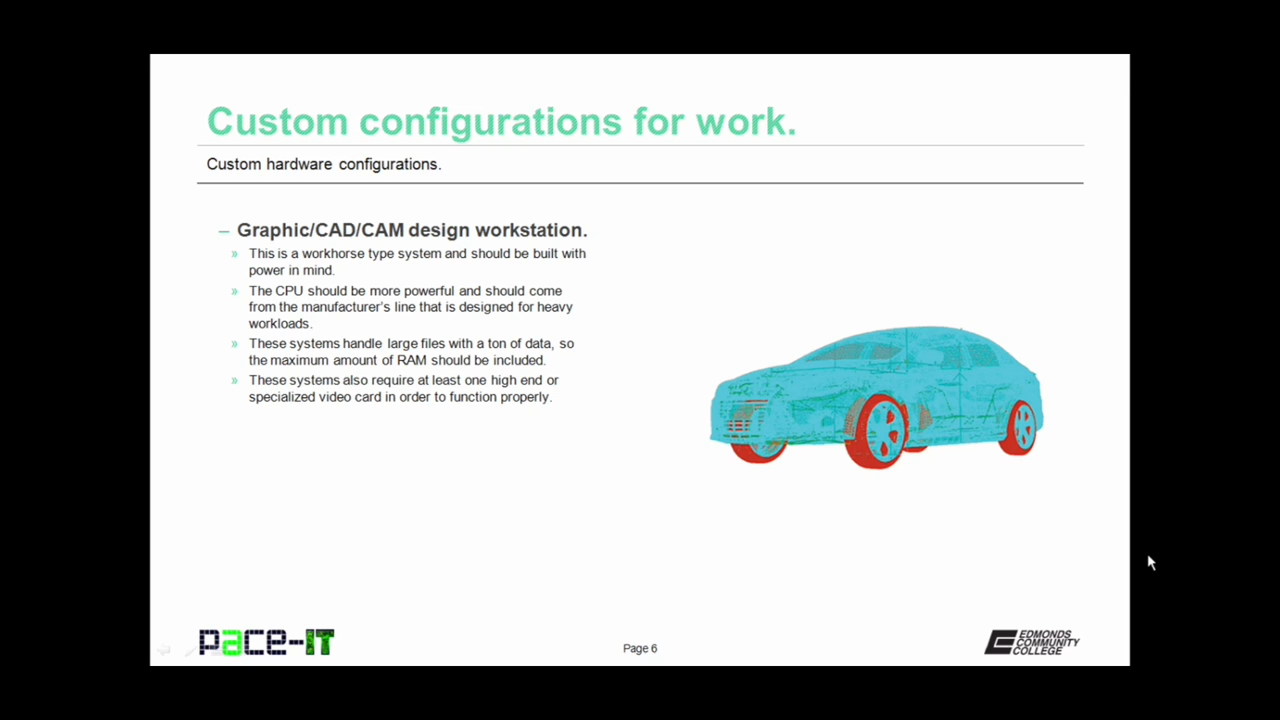 Custom configurations for work.
Custom hardware configurations.
– Graphic/CAD/CAM design workstation.
» This is a workhorse type system and should be built with
power in mind.
» The CPU should be more powerful and should come
from the manufacturer's line that is designed for heavy
workloads.
» These systems handle large files with a ton of data, so
the maximum amount of RAM should be included.
» These systems also require at least one high end or
specialized video card in order to function properly.
pace-IT
Page 6
EDMONDS
COMMUNITY
COLLEGE